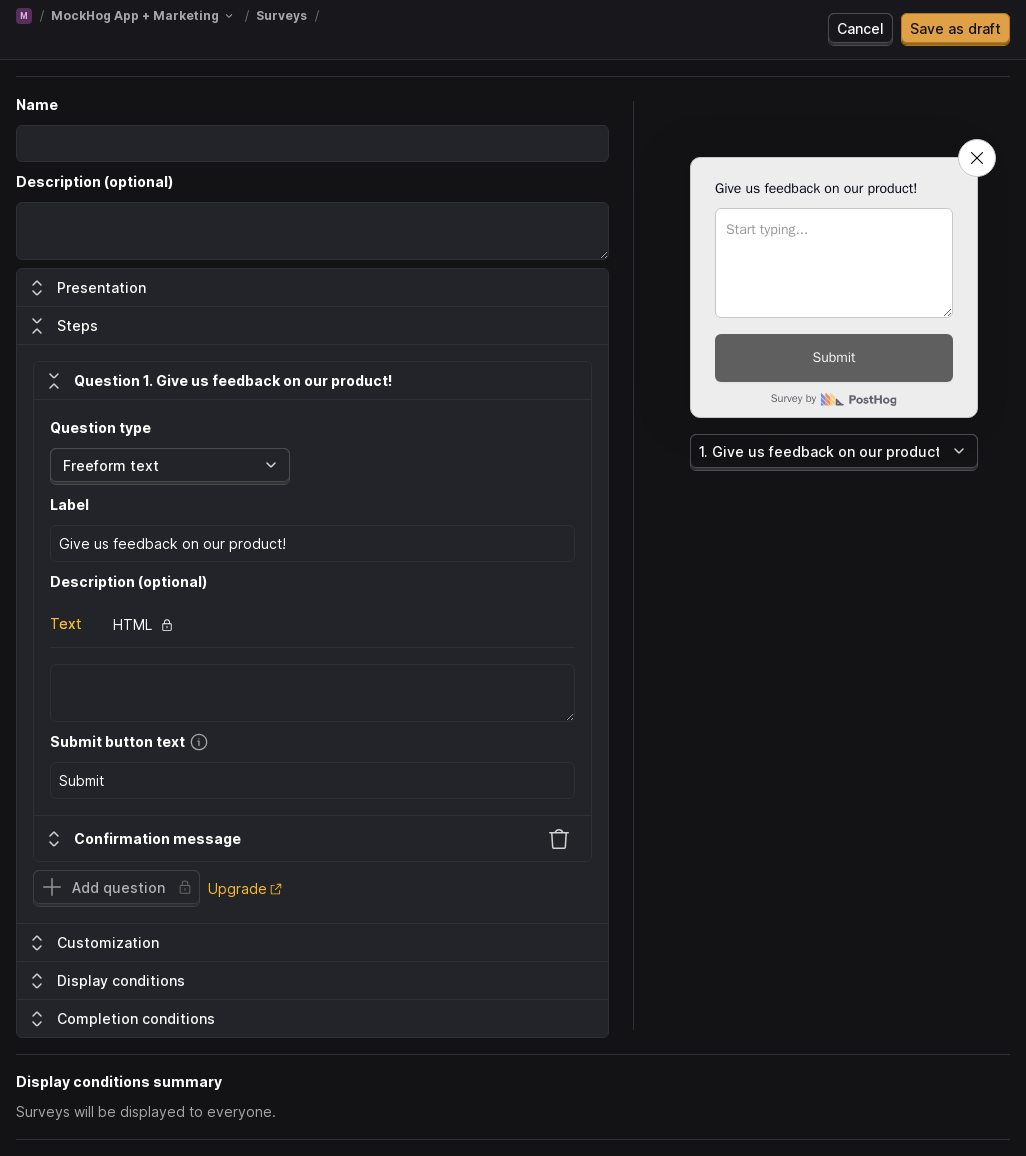 M / MockHog App + Marketing / Surveys /
Cancel
Save as draft
Name
Description (optional)
Presentation
Steps
Question 1. Give us feedback on our product!
Question type
Freeform text
Label
Give us feedback on our product!
Description (optional)
Text HTML
Submit button text
Submit
Confirmation message
Add question Upgrade
Customization
Display conditions
Completion conditions
Give us feedback on our product!
Start typing...
Submit
Survey by PostHog
1. Give us feedback on our product
Display conditions summary
Surveys will be displayed to everyone.